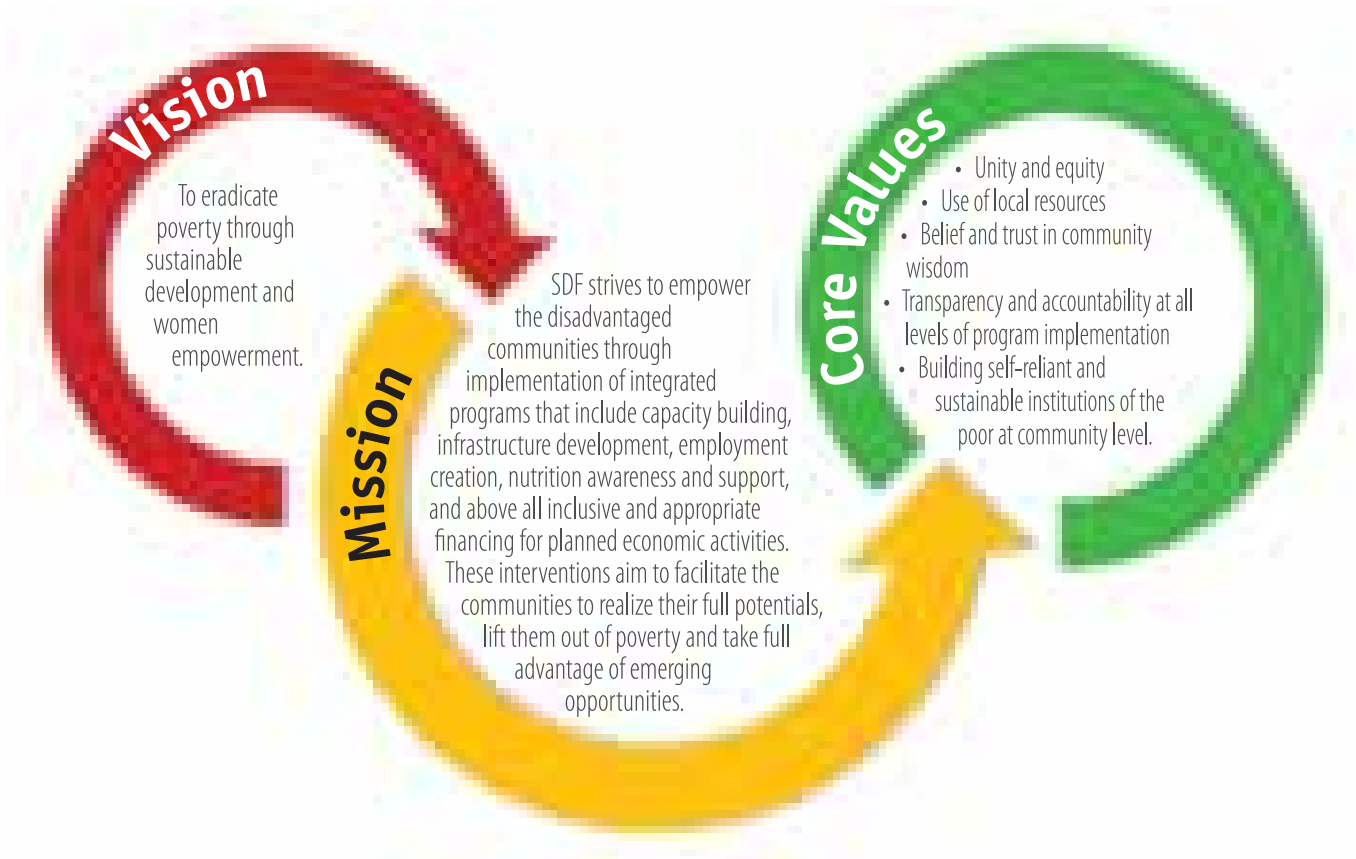 Vision
To eradicate
poverty through
sustainable
development and
women
empowerment.
Mission
SDF strives to empower
the disadvantaged
communities through
implementation of integrated
programs that include capacity building,
infrastructure development, employment
creation, nutrition awareness and support,
and above all inclusive and appropriate
financing for planned economic activities.
These interventions aim to facilitate the
communities to realize their full potentials,
lift them out of poverty and take full
advantage of emerging
opportunities.
Core Values
• Unity and equity
• Use of local resources
• Belief and trust in community
wisdom
• Transparency and accountability at all
levels of program implementation
• Building self-reliant and
sustainable institutions of the
poor at community level.